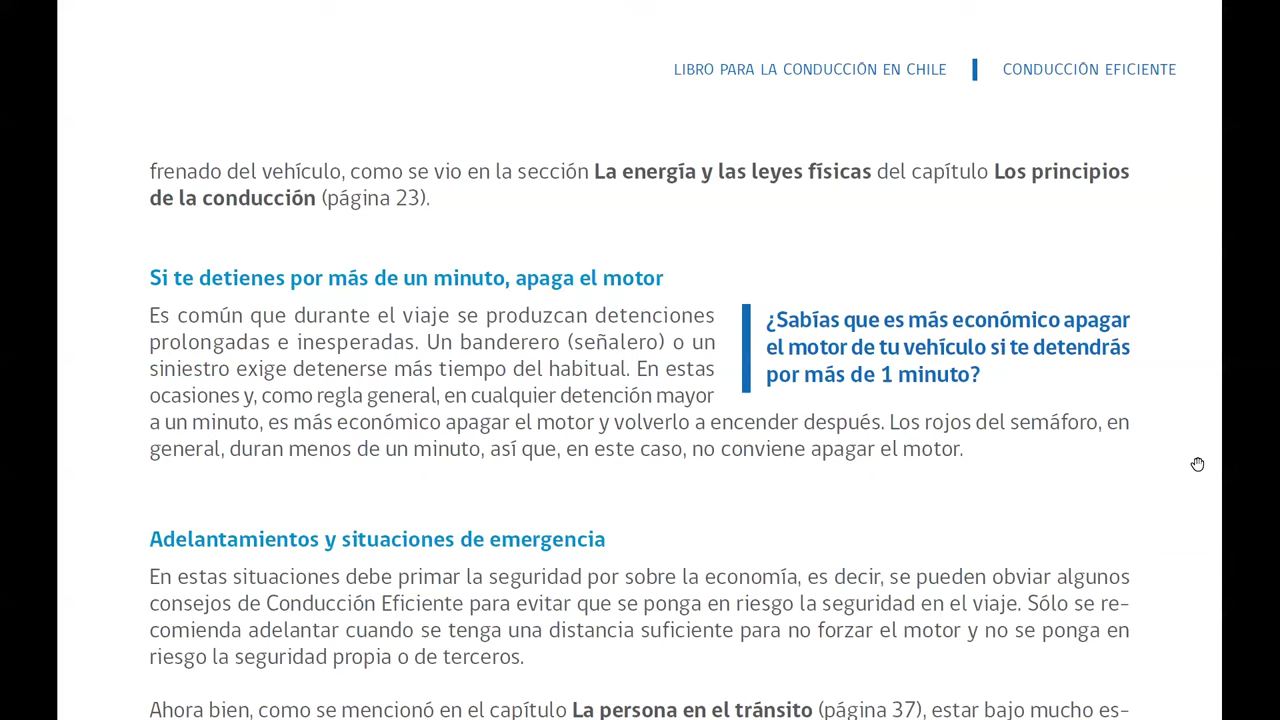 LIBRO PARA LA CONDUCCIÓN EN CHILE
CONDUCCIÓN EFICIENTE
frenado del vehículo, como se vio en la sección La energía y las leyes físicas del capítulo Los principios
de la conducción (página 23).
Si te detienes por más de un minuto, apaga el motor
Es común que durante el viaje se produzcan detenciones
prolongadas e inesperadas. Un banderero (señalero) o un
siniestro exige detenerse más tiempo del habitual. En estas
ocasiones y, como regla general, en cualquier detención mayor
a un minuto, es más económico apagar el motor y volverlo a encender después. Los rojos del semáforo, en
general, duran menos de un minuto, así que, en este caso, no conviene apagar el motor.
¿Sabías que es más económico apagar
el motor de tu vehículo si te detendrás
por más de 1 minuto?
Adelantamientos y situaciones de emergencia
En estas situaciones debe primar la seguridad por sobre la economía, es decir, se pueden obviar algunos
consejos de Conducción Eficiente para evitar que se ponga en riesgo la seguridad en el viaje. Sólo se re-
comienda adelantar cuando se tenga una distancia suficiente para no forzar el motor y no se ponga en
riesgo la seguridad propia o de terceros.
Ahora bien, como se mencionó en el capítulo La persona en el tránsito (página 37), estar bajo mucho es-